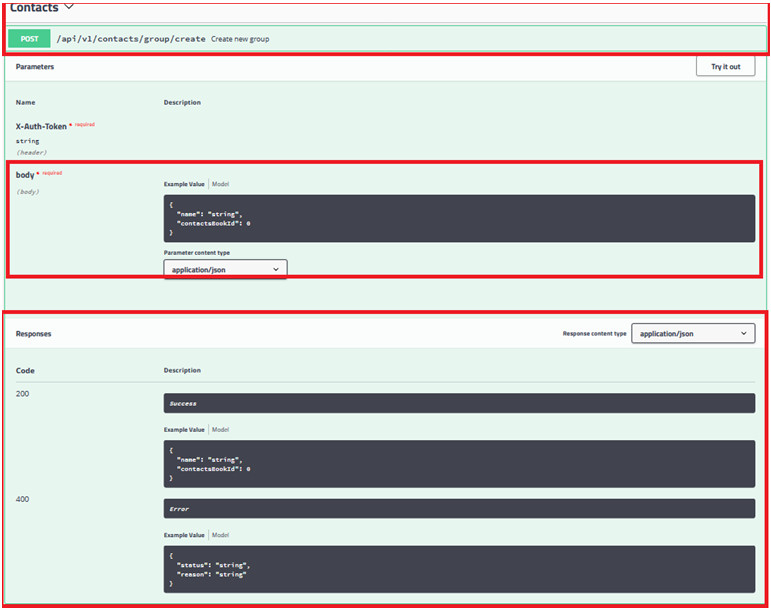 Contacts
POST /api/v1/contacts/group/create Create new group
Parameters
Try it out
Name Description
X-Auth-Token * required
string
(header)
body * required
(body)
Example Value | Model
{
"name": "string",
"contactsBookId": 0
}
Parameter content type
application/json
Responses
Response content type application/json
Code Description
200
Success
Example Value | Model
{
"name": "string",
"contactsBookId": 0
}
400
Error
Example Value | Model
{
"status": "string",
"reason": "string"
}